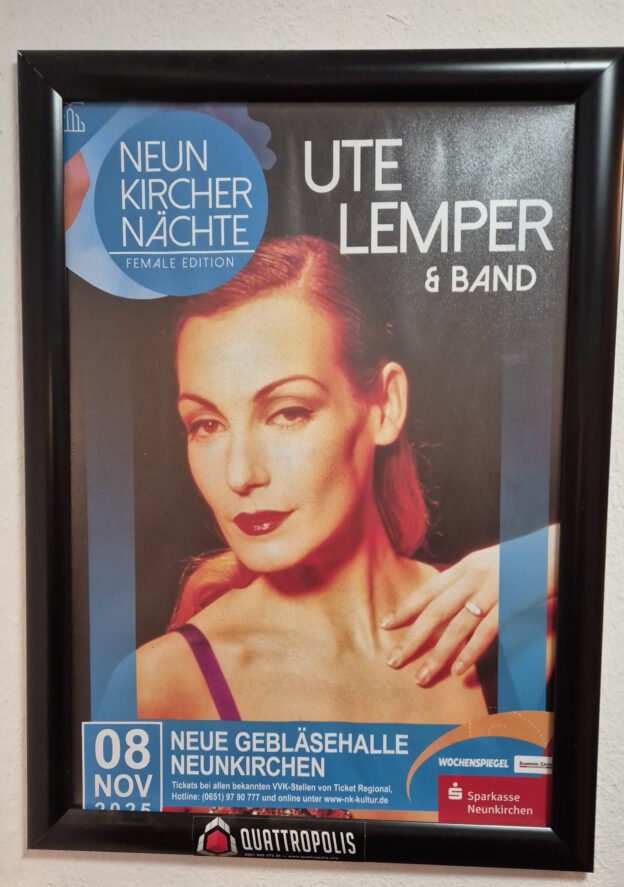 NEUN
KIRCHER
NÄCHTE
FEMALE EDITION
UTE
LEMPER
& BAND
08
NOV
2025
NEUE GEBLÄSEHALLE
NEUNKIRCHEN
Tickets bei allen bekannten VVK-Stellen von Ticket Regional,
Hotline: (0651) 97 90 777 und online unter www-nk-kultur.de
WOCHENSPIEGEL
Sparkasse
Neunkirchen
QUATTROPOLIS